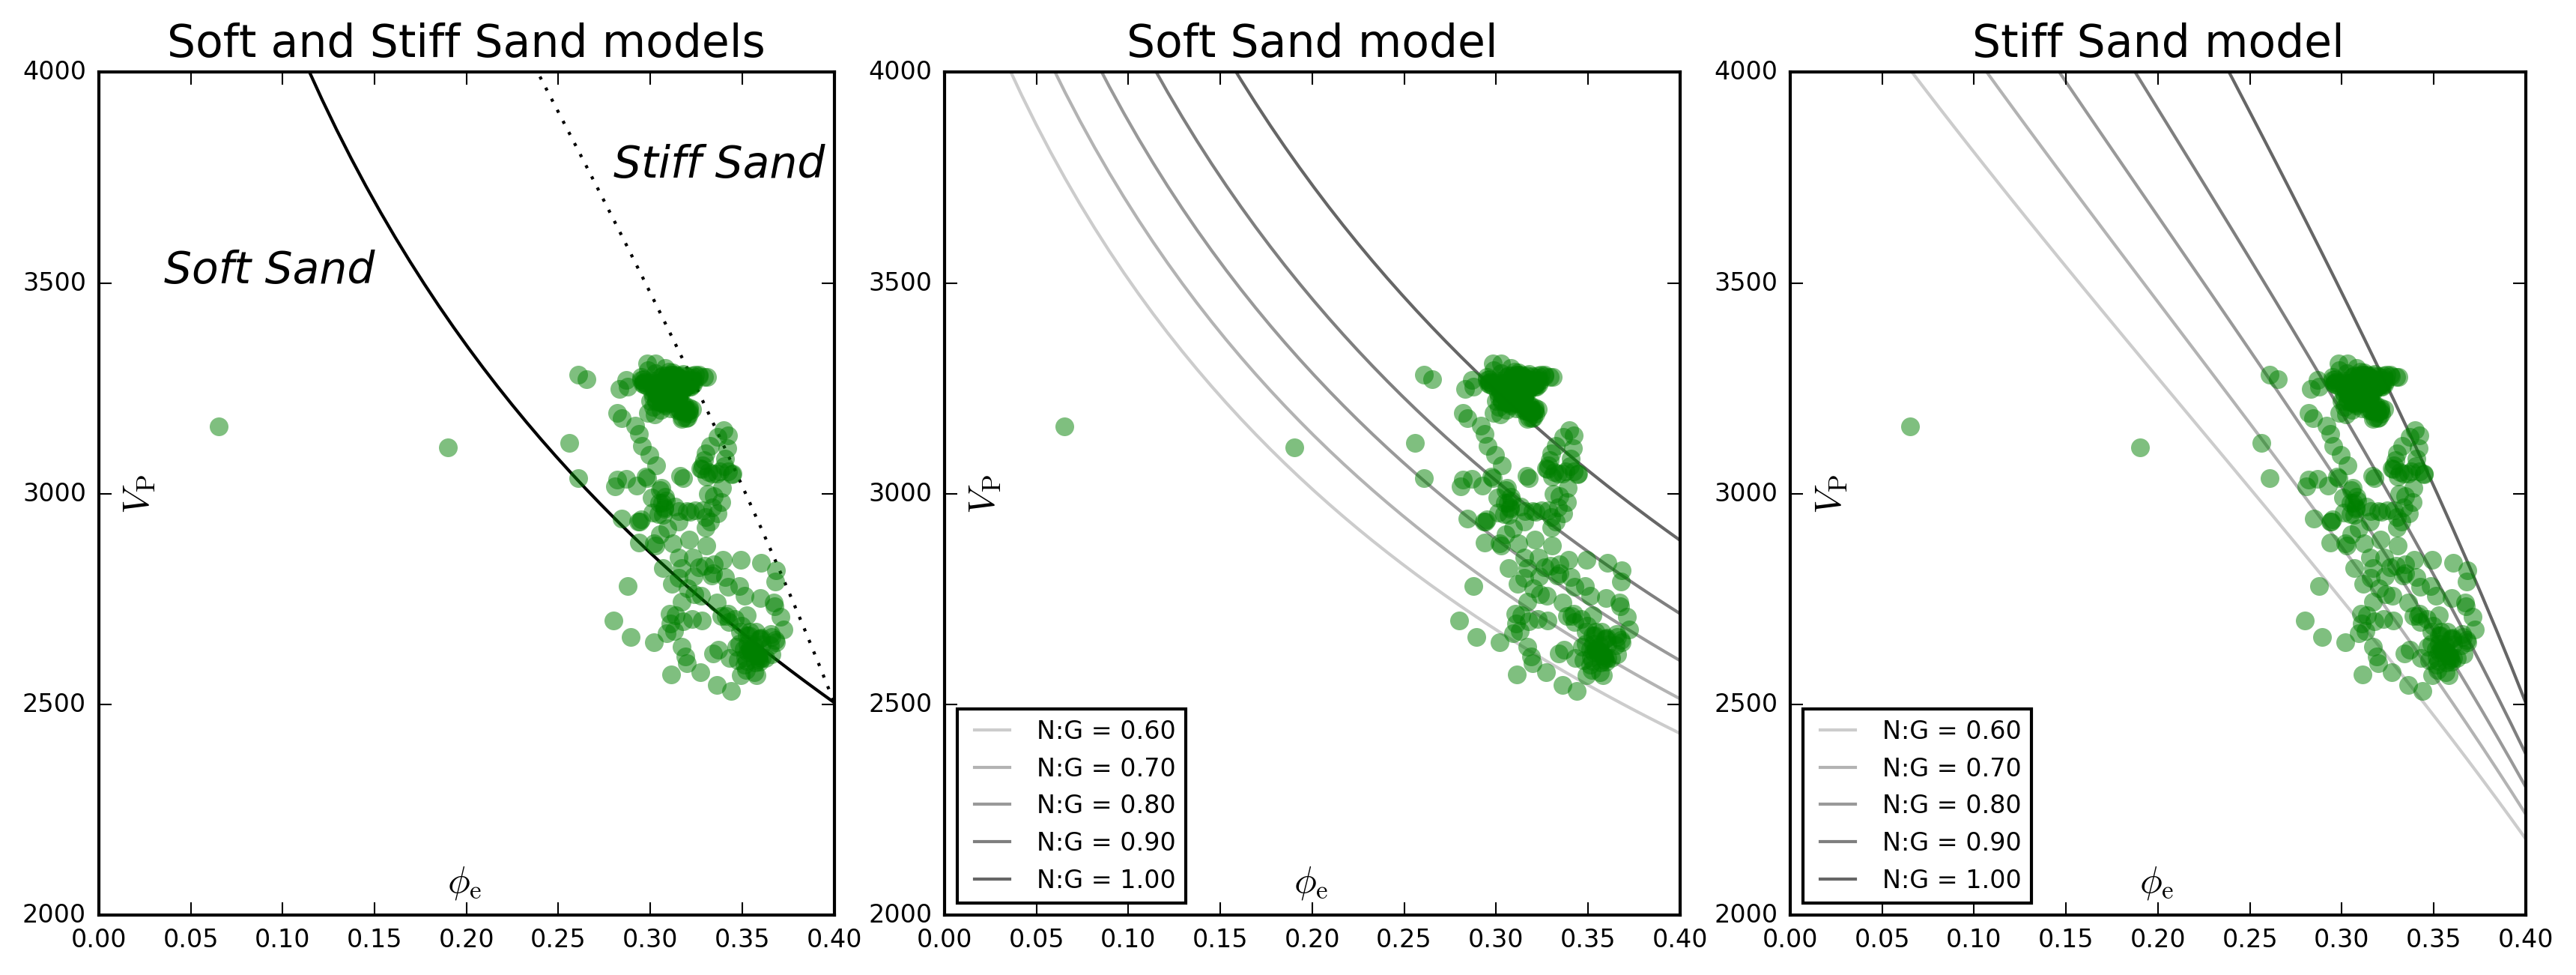 Soft and Stiff Sand models
4000
3500
3000
2500
2000
Stiff Sand
Soft Sand
V_P
ϕ_e
0.00 0.05 0.10 0.15 0.20 0.25 0.30 0.35 0.40
Soft Sand model
4000
3500
3000
2500
2000
V_P
N:G = 0.60
N:G = 0.70
N:G = 0.80
N:G = 0.90
N:G = 1.00
ϕ_e
0.00 0.05 0.10 0.15 0.20 0.25 0.30 0.35 0.40
Stiff Sand model
4000
3500
3000
2500
2000
V_P
N:G = 0.60
N:G = 0.70
N:G = 0.80
N:G = 0.90
N:G = 1.00
ϕ_e
0.00 0.05 0.10 0.15 0.20 0.25 0.30 0.35 0.40